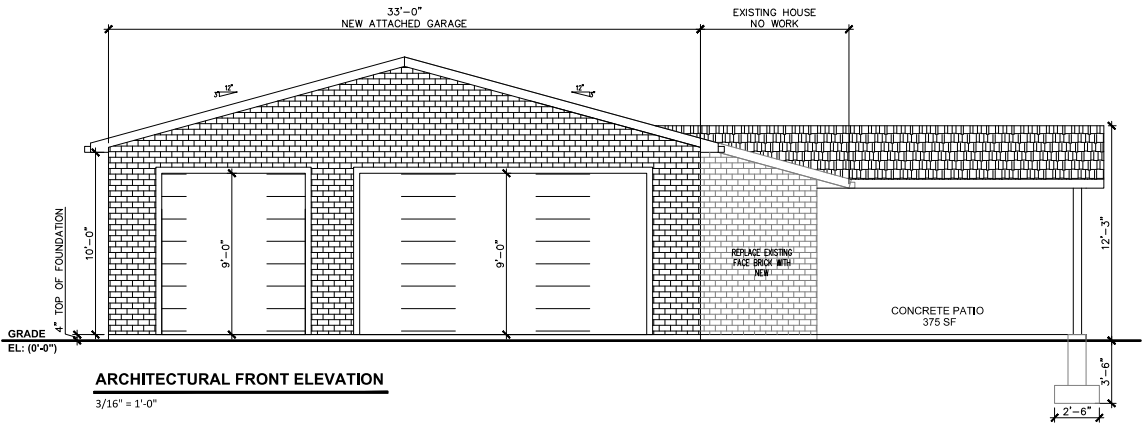 33'-0"
NEW ATTACHED GARAGE
EXISTING HOUSE
NO WORK
12"
3"
12"
3"
4" TOP OF FOUNDATION
10'-0"
9'-0"
9'-0"
REPLACE EXISTING
FACE BRICK WITH
NEW
12'-3"
CONCRETE PATIO
375 SF
GRADE
EL: (0'-0")
3'-6"
2'-6"
ARCHITECTURAL FRONT ELEVATION
3/16" = 1'-0"